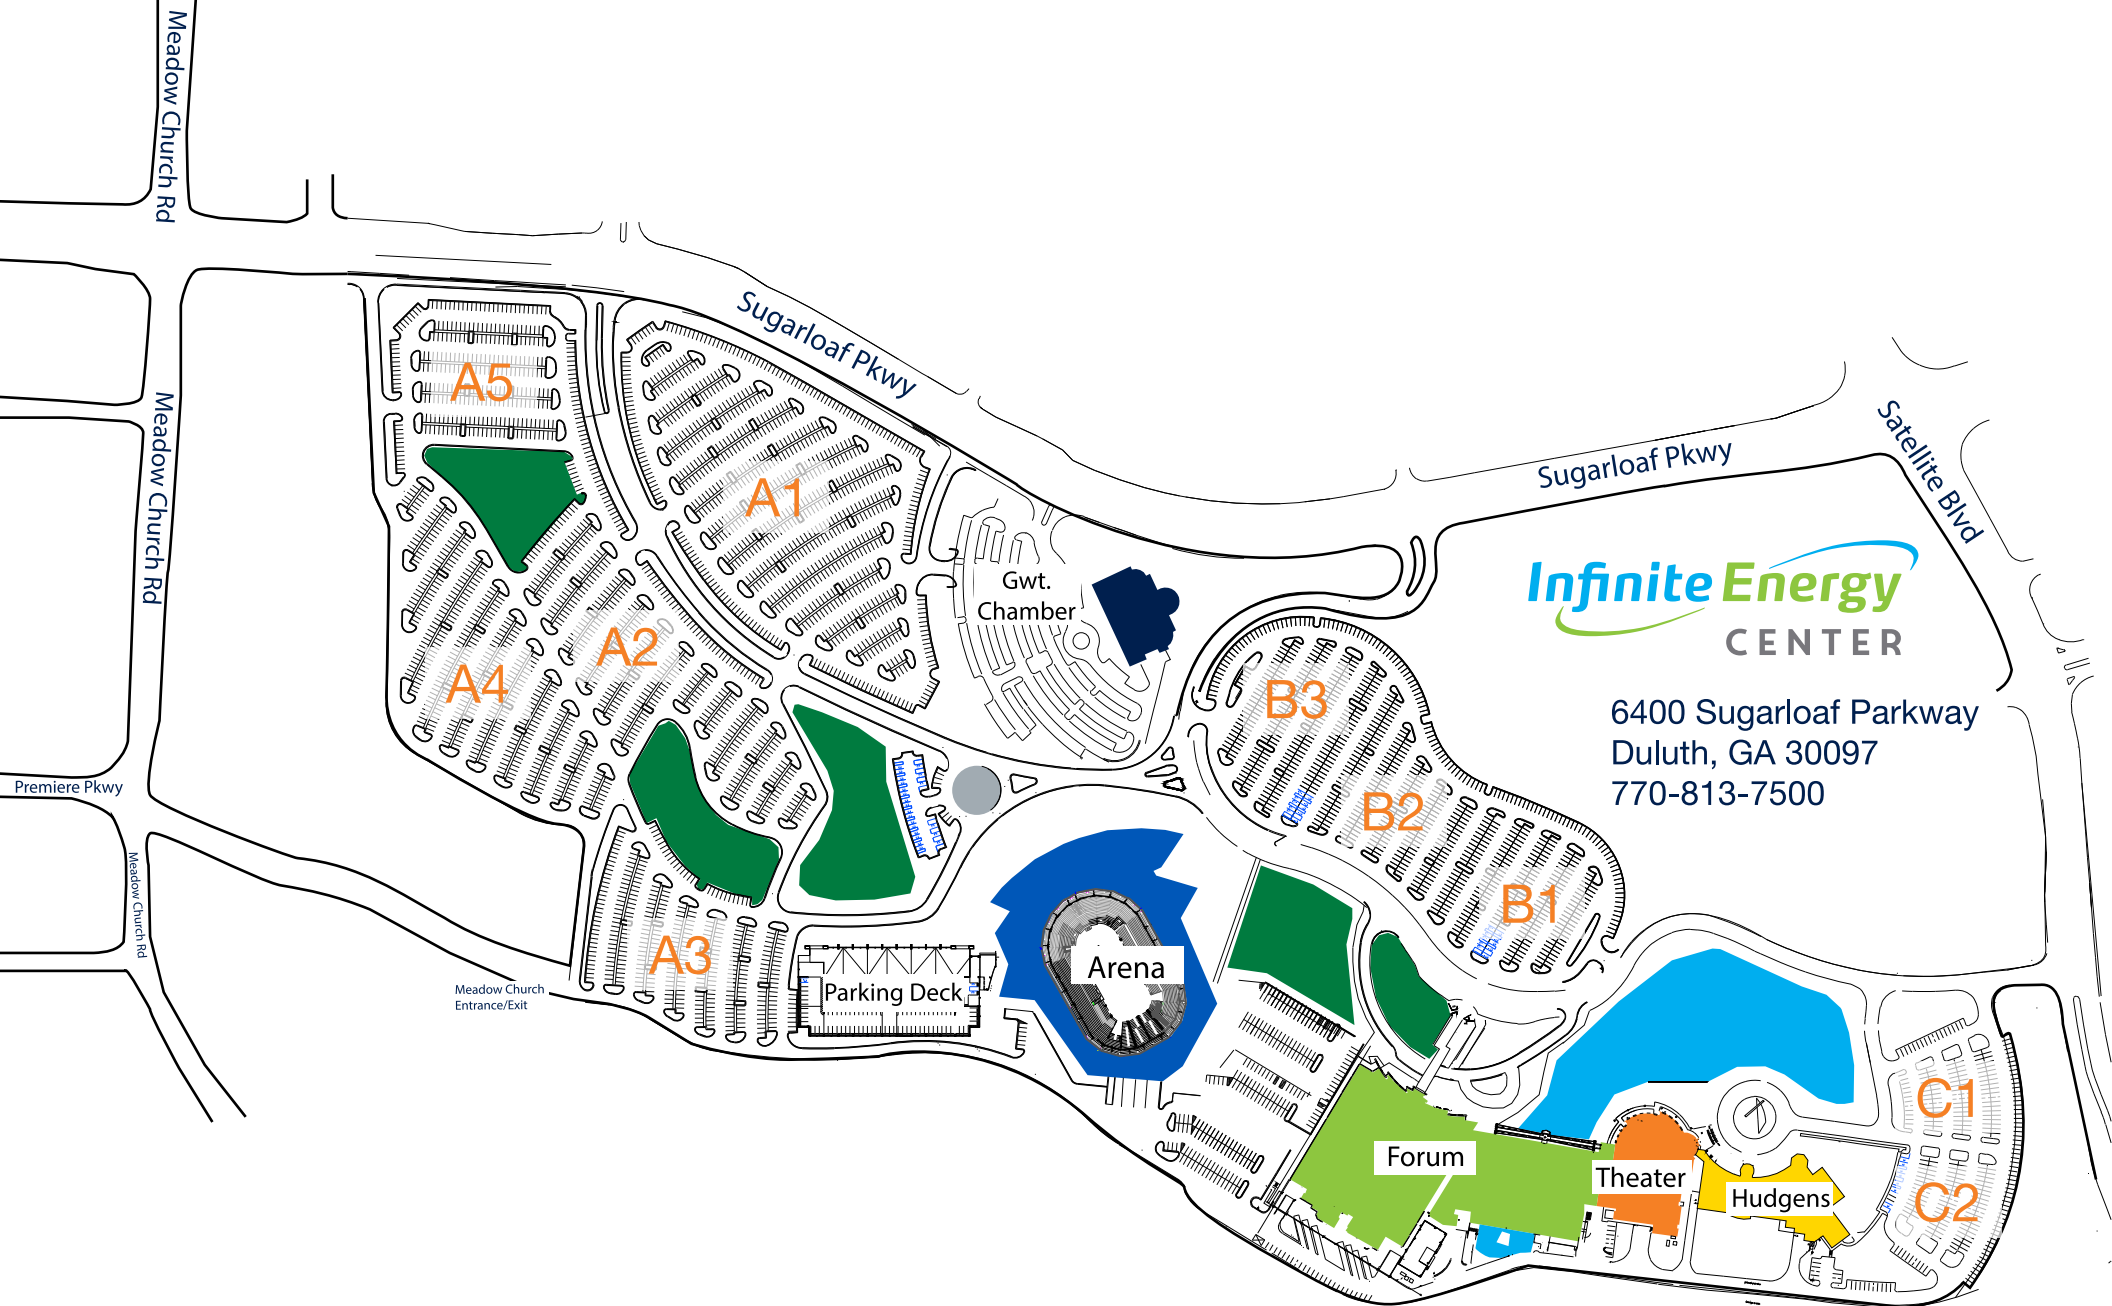 Meadow Church Rd
Sugarloaf Pkwy
A5
Meadow Church Rd
Sugarloaf Pkwy
Satellite Blvd
A1
Infinite Energy
CENTER
Gwt.
Chamber
A2
A4
B3
6400 Sugarloaf Parkway
Duluth, GA 30097
770-813-7500
Premiere Pkwy
B2
Meadow Church Rd
B1
A3
Arena
Parking Deck
Meadow Church
Entrance/Exit
C1
Forum
Theater
Hudgens
C2